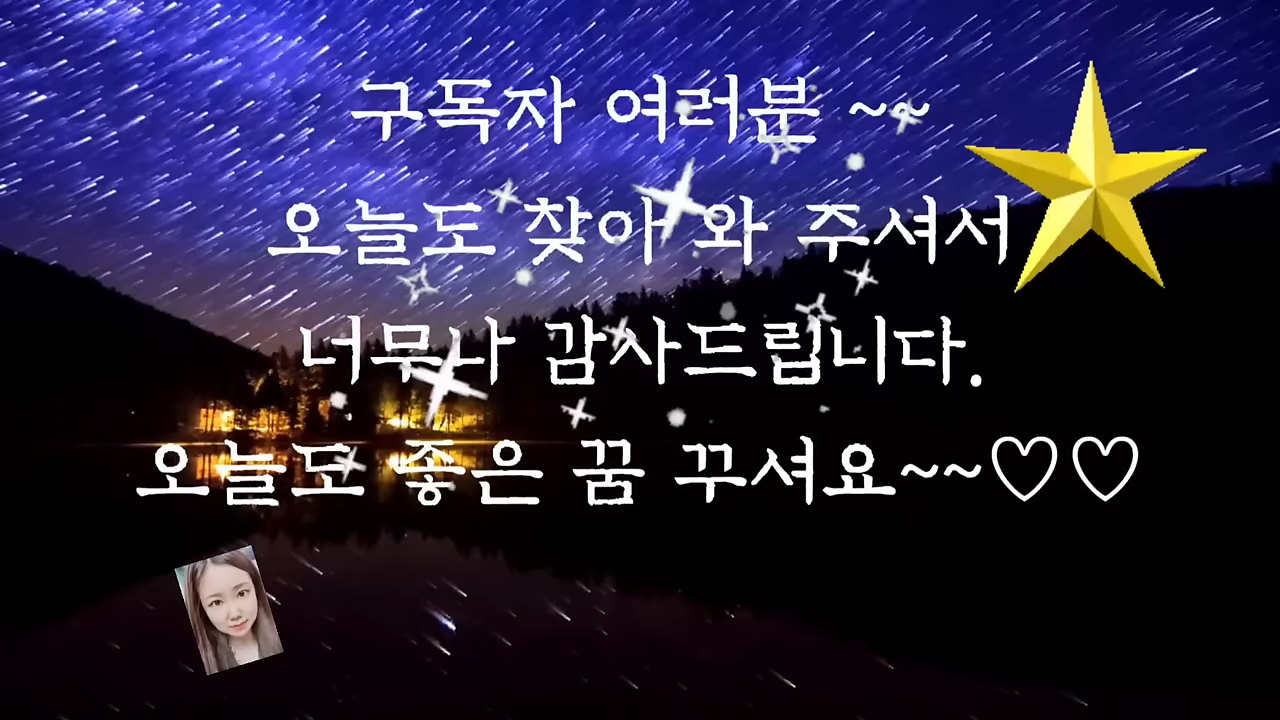 구독자 여러분 ~~
오늘도 찾아 와 주셔서
너무나 감사드립니다.
오늘도 좋은 꿈 꾸셔요~~♡♡